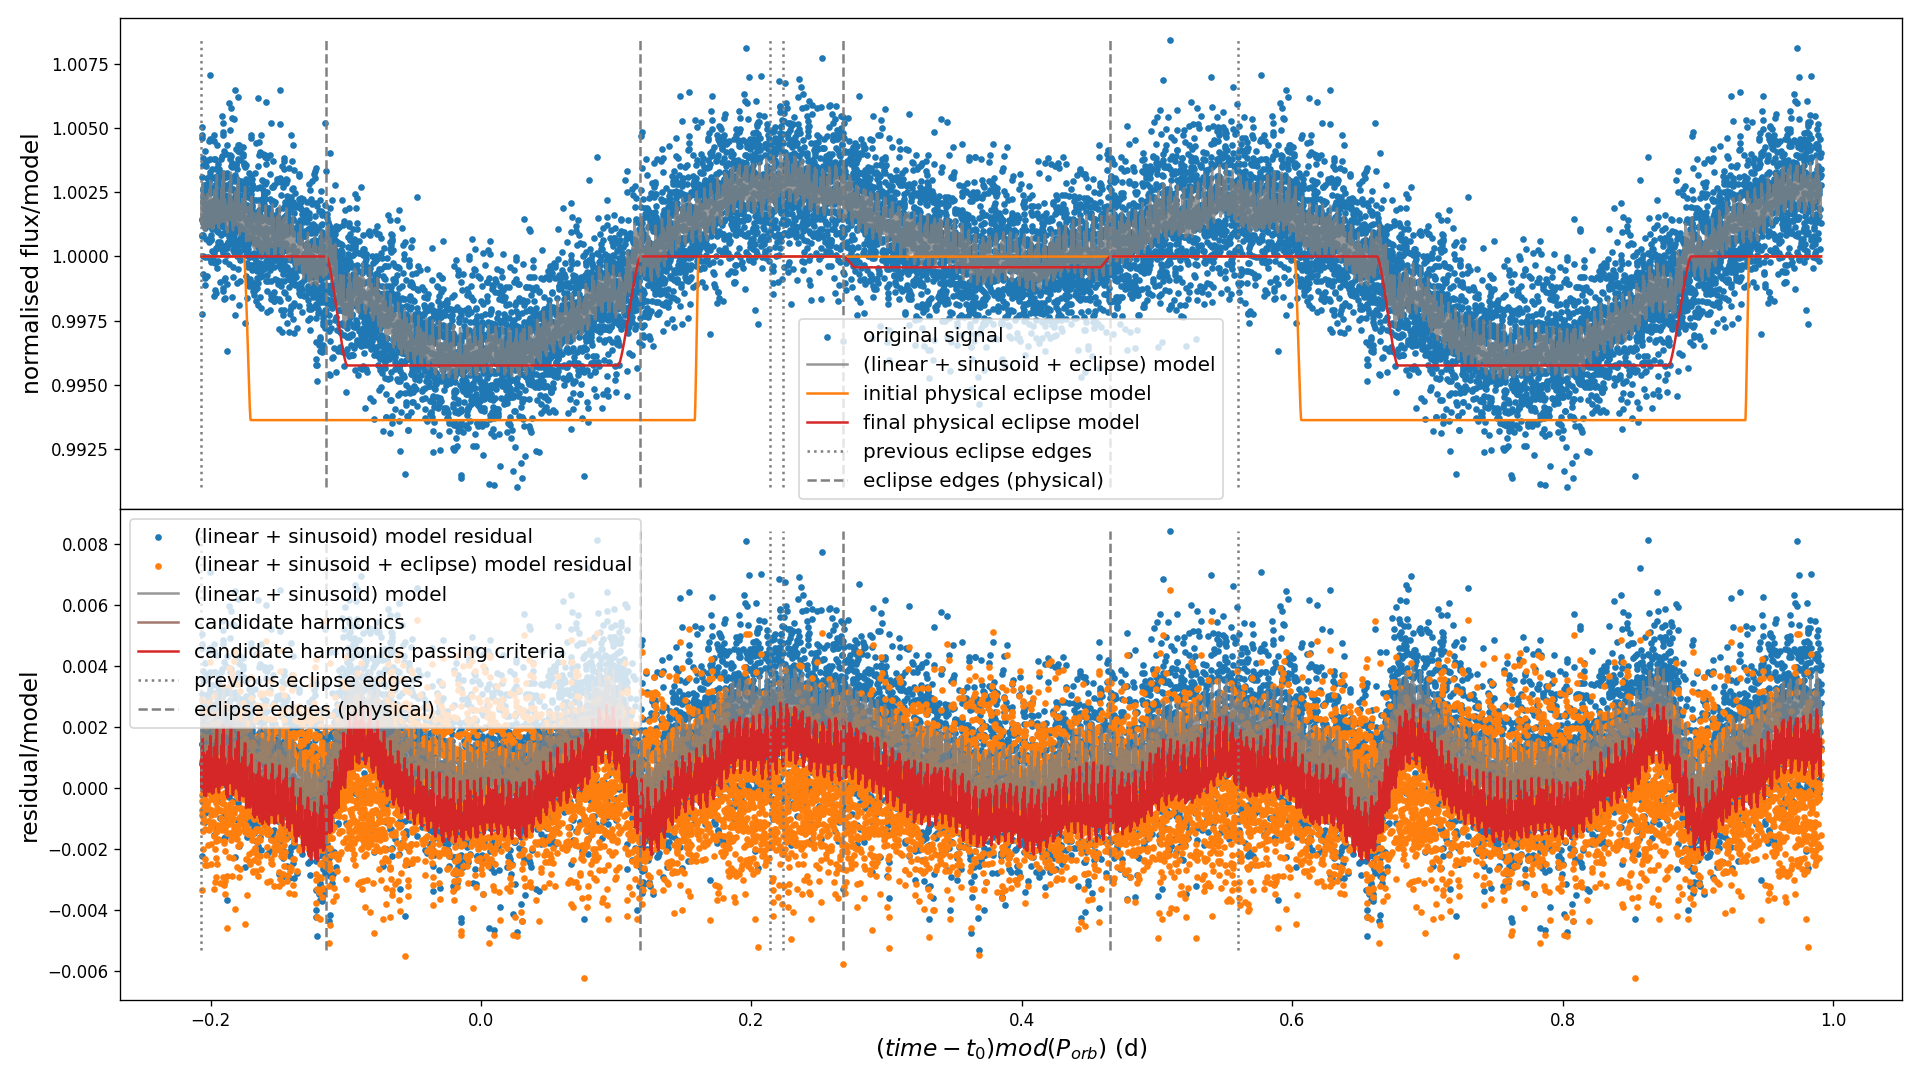 1.0075
1.0050
1.0025
1.0000
0.9975
0.9950
0.9925
normalised flux/model
original signal
(linear + sinusoid + eclipse) model
initial physical eclipse model
final physical eclipse model
previous eclipse edges
eclipse edges (physical)
0.008
0.006
0.004
0.002
0.000
−0.002
−0.004
−0.006
residual/model
(linear + sinusoid) model residual
(linear + sinusoid + eclipse) model residual
(linear + sinusoid) model
candidate harmonics
candidate harmonics passing criteria
previous eclipse edges
eclipse edges (physical)
−0.2 0.0 0.2 0.4 0.6 0.8 1.0
(time − t₀)mod(P_orb) (d)